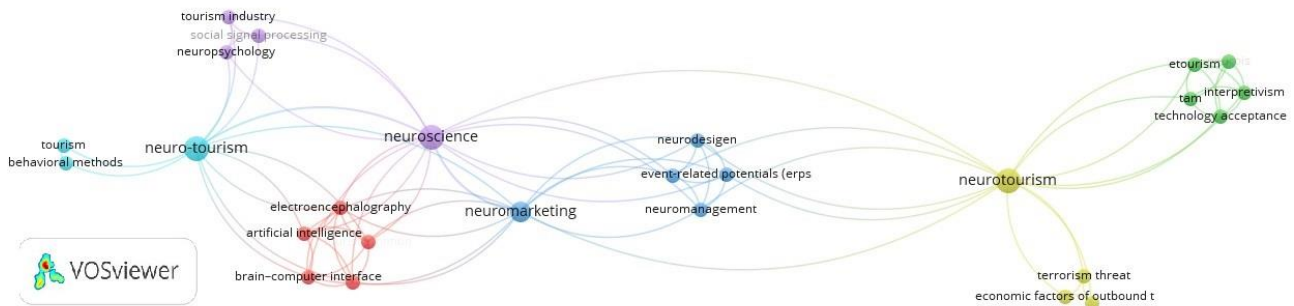 tourism industry
social signal processing
neuropsychology
tourism
behavioral methods
neuro-tourism
neuroscience
electroencephalography
artificial intelligence
brain–computer interface
neuromarketing
neurodesigen
event-related potentials (erps
neuromanagement
neurotourism
etourism
tam
interpretivism
technology acceptance
terrorism threat
economic factors of outbound t
VOSviewer